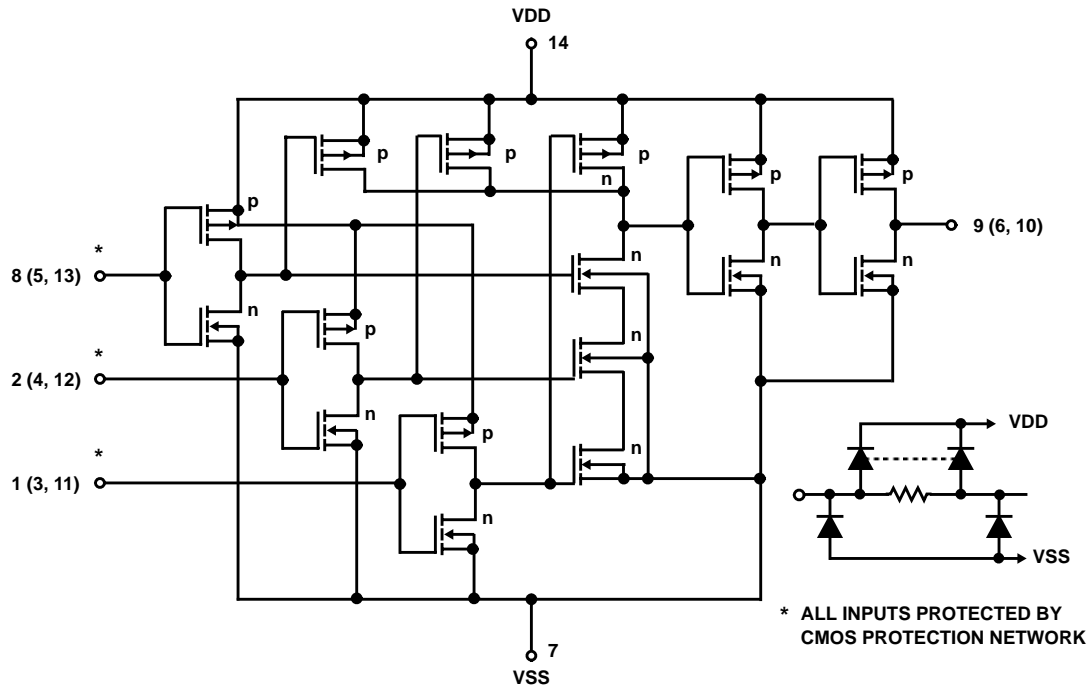 VDD
14
p
p
p
n
p
p
p
*
8 (5, 13)
n
9 (6, 10)
n
n
n
*
2 (4, 12)
p
n
n
p
n
*
1 (3, 11)
n
VDD
VSS
7
VSS
* ALL INPUTS PROTECTED BY
CMOS PROTECTION NETWORK